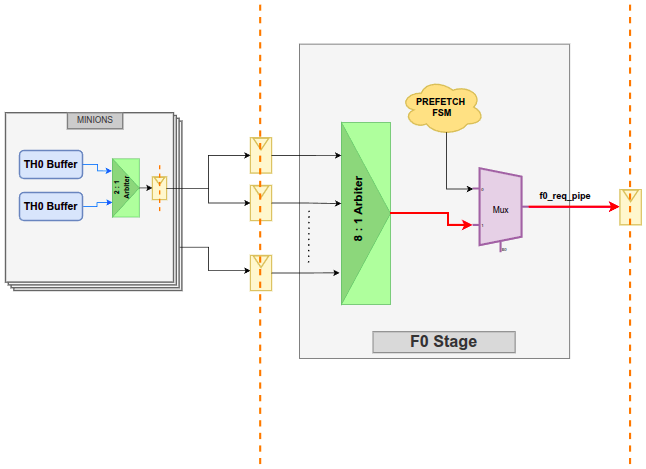 MINIONS
TH0 Buffer
TH0 Buffer
2 : 1
Arbiter
8 : 1 Arbiter
PREFETCH
FSM
Mux
f0_req_pipe
F0 Stage